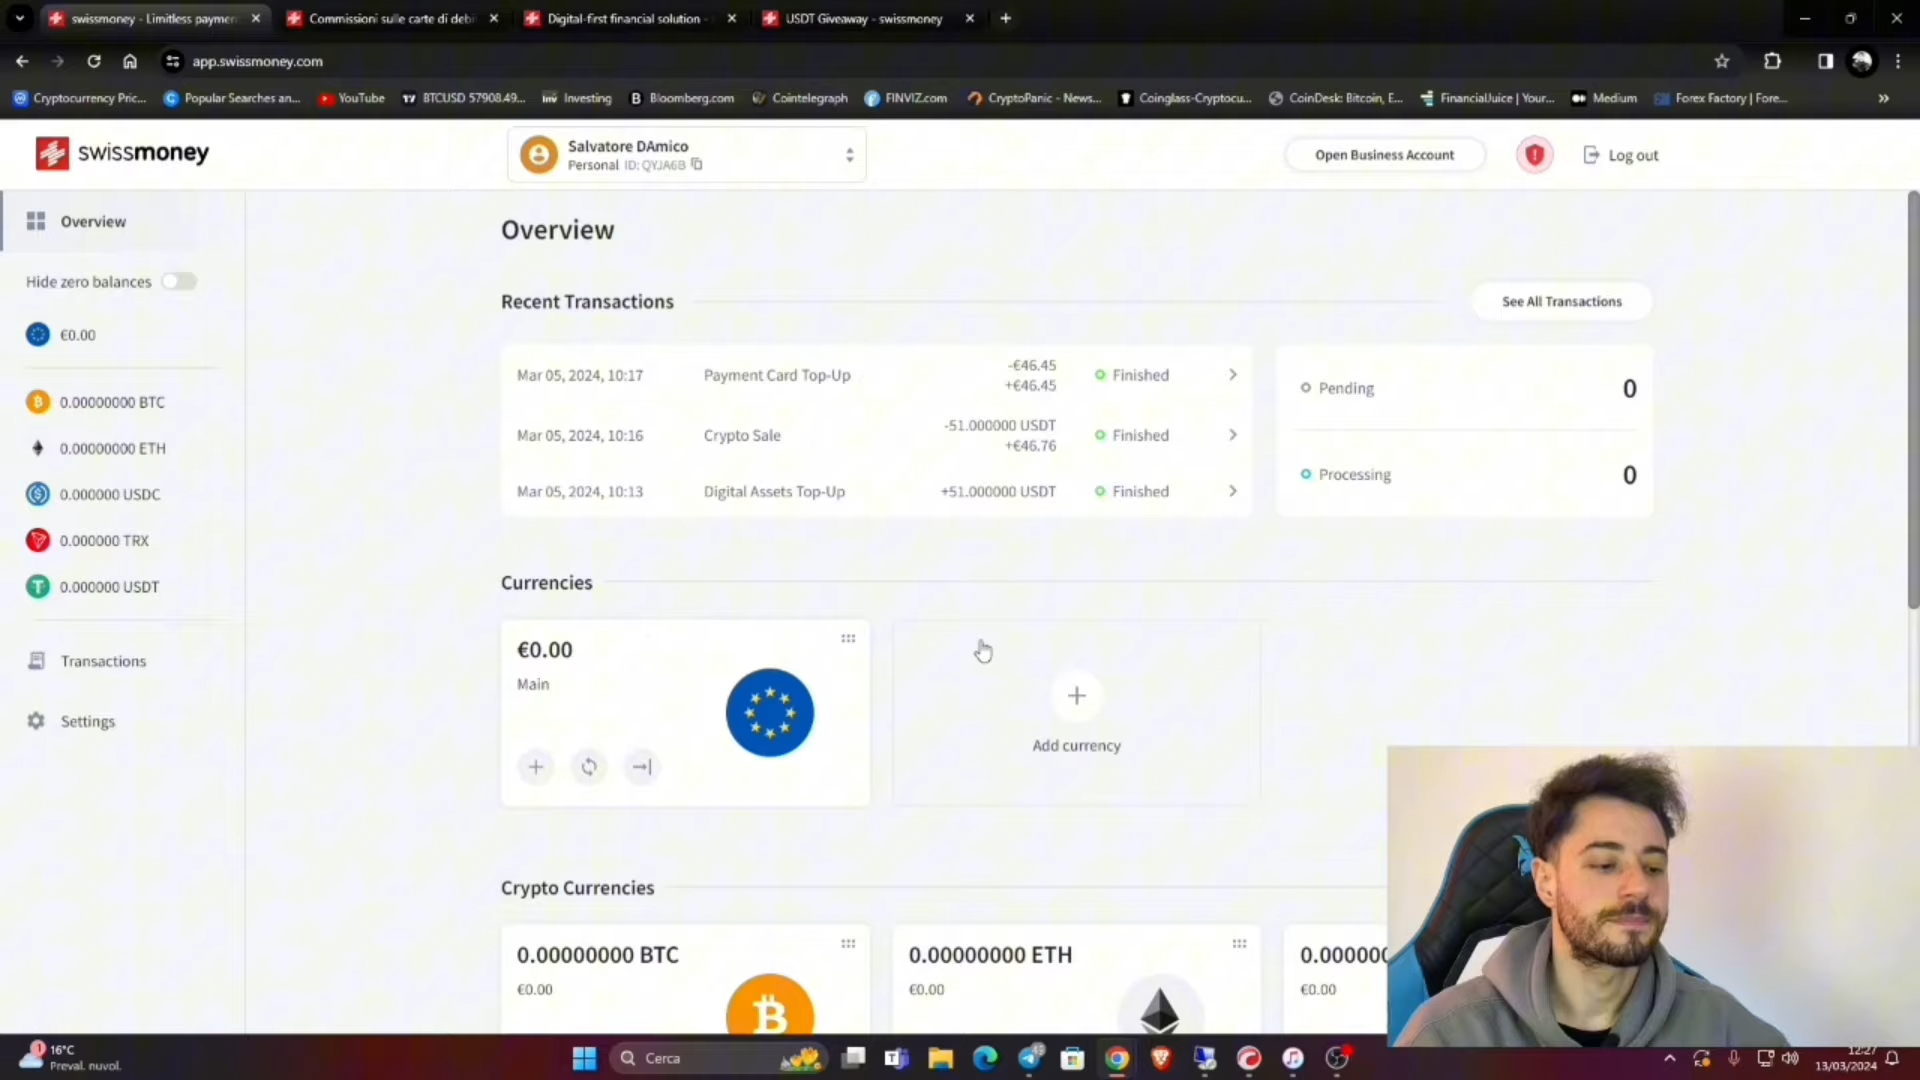 swissmoney - Limitless paymen
Commissioni sulle carte di debi
Digital-first financial solution -
USDT Giveaway - swissmoney
app.swissmoney.com
Cryptocurrency Pric...
Popular Searches an...
YouTube
BTCUSD 57908.49...
Investing
Bloomberg.com
Cointelegraph
FINVIZ.com
CryptoPanic - News...
Coinglass-Cryptocu...
CoinDesk: Bitcoin, E...
FinancialJuice | Your...
Medium
Forex Factory | Fore...
swissmoney
Salvatore DAmico
Personal ID: QYJA6B
Open Business Account
Log out
Overview
Hide zero balances
€0.00
0.00000000 BTC
0.00000000 ETH
0.000000 USDC
0.000000 TRX
0.000000 USDT
Transactions
Settings
Overview
Recent Transactions
See All Transactions
Mar 05, 2024, 10:17 Payment Card Top-Up -€46.45 Finished
+€46.45
Mar 05, 2024, 10:16 Crypto Sale -51.000000 USDT Finished
+€46.76
Mar 05, 2024, 10:13 Digital Assets Top-Up +51.000000 USDT Finished
Pending 0
Processing 0
Currencies
€0.00
Main
Add currency
Crypto Currencies
0.00000000 BTC
€0.00
0.00000000 ETH
€0.00
0.00000
€0.00
16°C
Preval. nuvol.
Cerca
12:27
13/03/2024